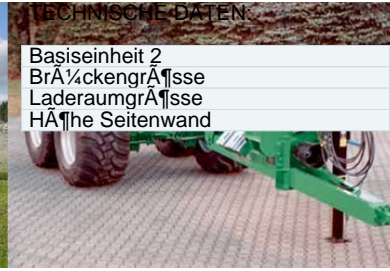 TECHNISCHE DATEN:
Basiseinheit 2
BrÃ¼ckengrÃ¶sse
LaderaumgrÃ¶sse
HÃ¶he Seitenwand